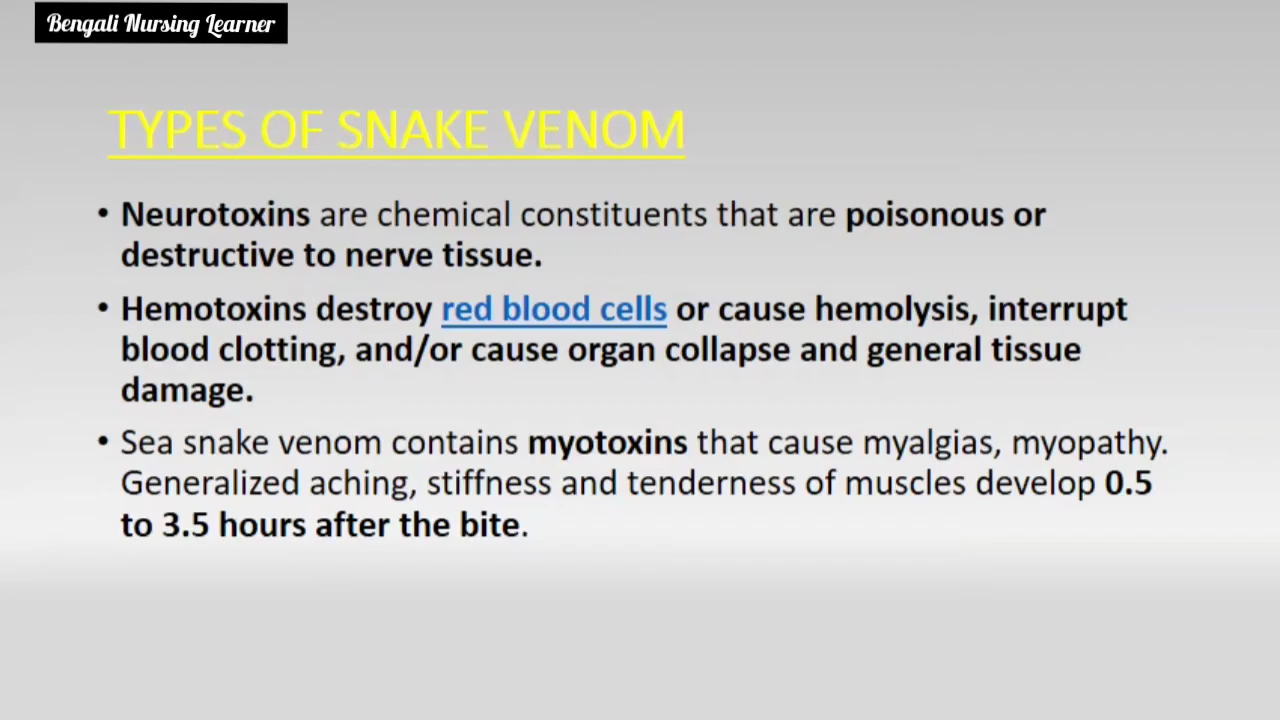 Bengali Nursing Learner
TYPES OF SNAKE VENOM
• Neurotoxins are chemical constituents that are poisonous or
destructive to nerve tissue.
• Hemotoxins destroy red blood cells or cause hemolysis, interrupt
blood clotting, and/or cause organ collapse and general tissue
damage.
• Sea snake venom contains myotoxins that cause myalgias, myopathy.
Generalized aching, stiffness and tenderness of muscles develop 0.5
to 3.5 hours after the bite.